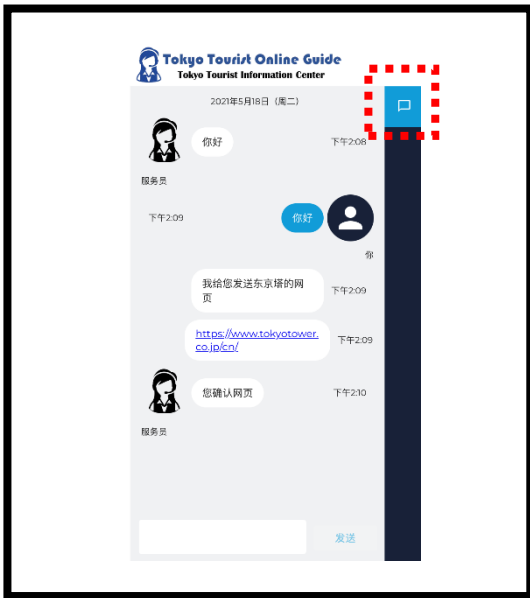 Tokyo Tourist Online Guide
Tokyo Tourist Information Center
2021年5月18日（周二）
你好
下午2:08
服务员
下午2:09
你好
你
我给您发送东京塔的网
页
下午2:09
https://www.tokyotower.
co.jp/cn/
下午2:09
您确认网页
下午2:10
服务员
发送